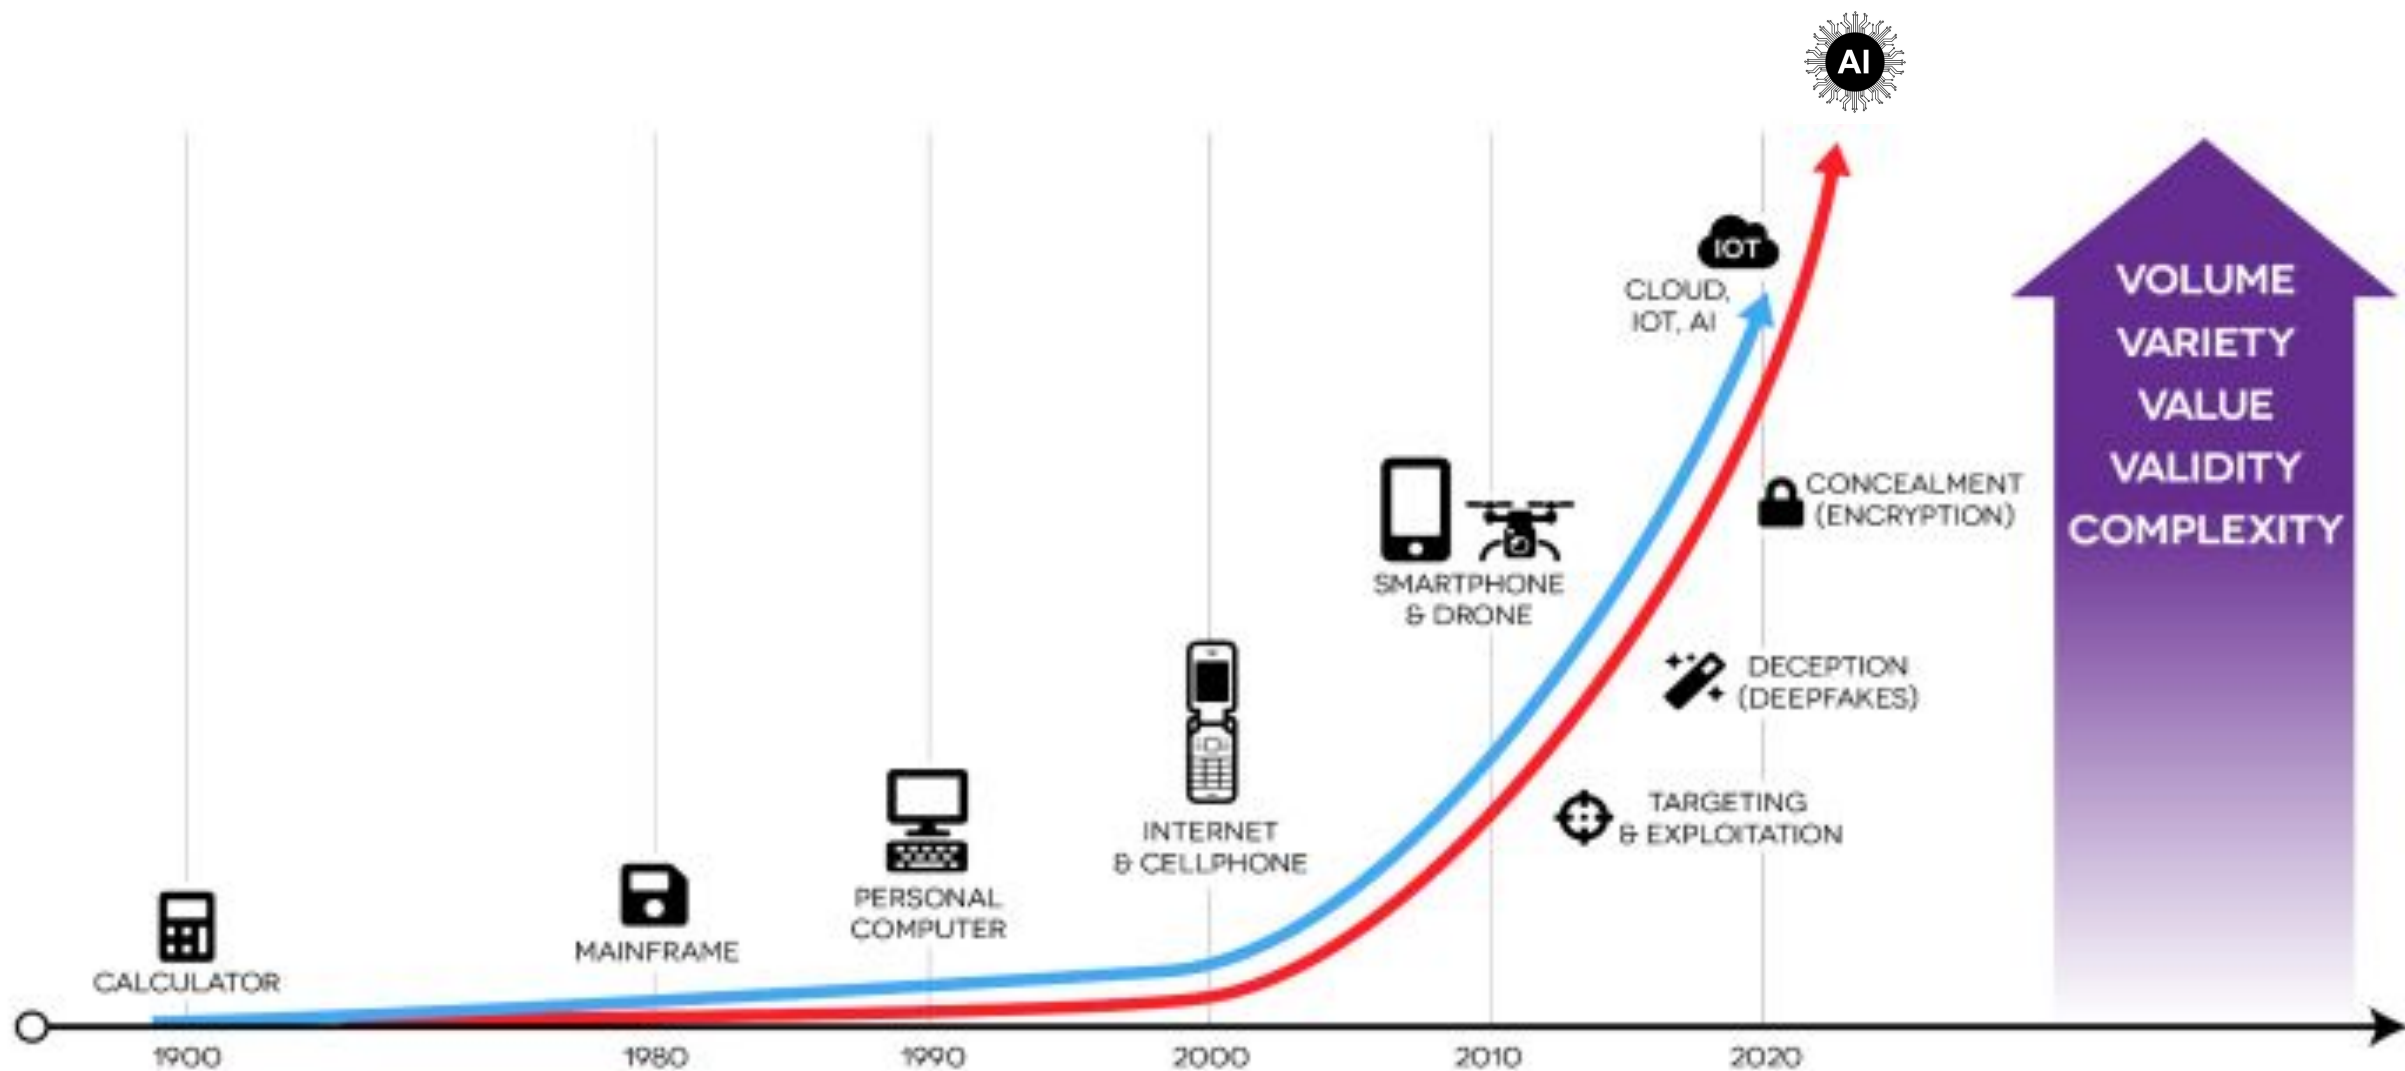 AI
IOT
CLOUD,
IOT, AI
VOLUME
VARIETY
VALUE
VALIDITY
COMPLEXITY
CONCEALMENT
(ENCRYPTION)
SMARTPHONE
& DRONE
DECEPTION
(DEEPFAKES)
TARGETING
& EXPLOITATION
INTERNET
& CELLPHONE
PERSONAL
COMPUTER
MAINFRAME
CALCULATOR
1900 1980 1990 2000 2010 2020